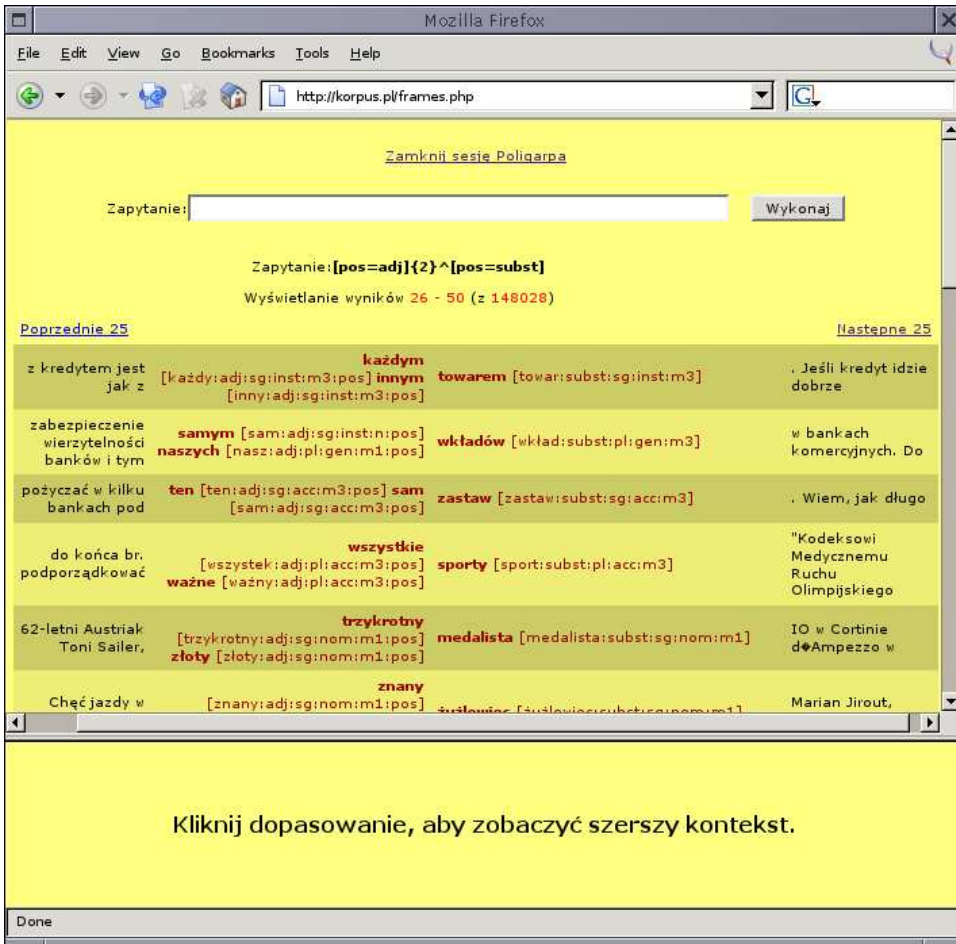 Mozilla Firefox
File Edit View Go Bookmarks Tools Help
http://korpus.pl/frames.php
G
Zamknij sesję Poliqarpa
Zapytanie:
Wykonaj
Zapytanie:[pos=adj]{2}^[pos=subst]
Wyświetlanie wyników 26 - 50 (z 148028)
Poprzednie 25
Następne 25
z kredytem jest
jak z
każdym
[każdy:adj:sg:inst:m3:pos] innym
[inny:adj:sg:inst:m3:pos]
towarem [towar:subst:sg:inst:m3]
. Jeśli kredyt idzie
dobrze
zabezpieczenie
wierzytelności
banków i tym
samym [sam:adj:sg:inst:n:pos]
naszych [nasz:adj:pl:gen:m1:pos]
wkładów [wkład:subst:pl:gen:m3]
w bankach
komercyjnych. Do
pożyczać w kilku
bankach pod
ten [ten:adj:sg:acc:m3:pos] sam
[sam:adj:sg:acc:m3:pos]
zastaw [zastaw:subst:sg:acc:m3]
. Wiem, jak długo
do końca br.
podporządkować
wszystkie
[wszystek:adj:pl:acc:m3:pos]
ważne [ważny:adj:pl:acc:m3:pos]
sporty [sport:subst:pl:acc:m3]
"Kodeksowi
Medycznemu
Ruchu
Olimpijskiego
62-letni Austriak
Toni Sailer,
trzykrotny
[trzykrotny:adj:sg:nom:m1:pos]
złoty [złoty:adj:sg:nom:m1:pos]
medalista [medalista:subst:sg:nom:m1]
IO w Cortinie
d�Ampezzo w
Chęć jazdy w
znany
[znany:adj:sg:nom:m1:pos]
żużlowiec [żużlowiec:subst:sg:nom:m1]
Marian Jirout,
Kliknij dopasowanie, aby zobaczyć szerszy kontekst.
Done